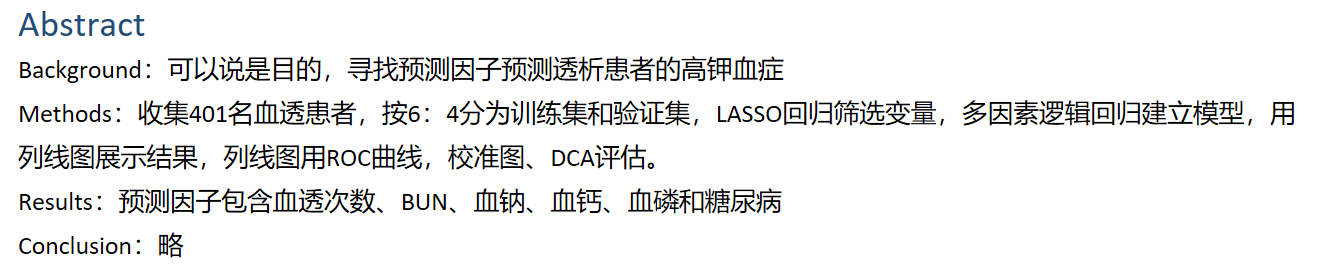 Abstract
Background：可以说是目的，寻找预测因子预测透析患者的高钾血症
Methods：收集401名血透患者，按6：4分为训练集和验证集，LASSO回归筛选变量，多因素逻辑回归建立模型，用
列线图展示结果，列线图用ROC曲线，校准图、DCA评估。
Results：预测因子包含血透次数、BUN、血钠、血钙、血磷和糖尿病
Conclusion：略